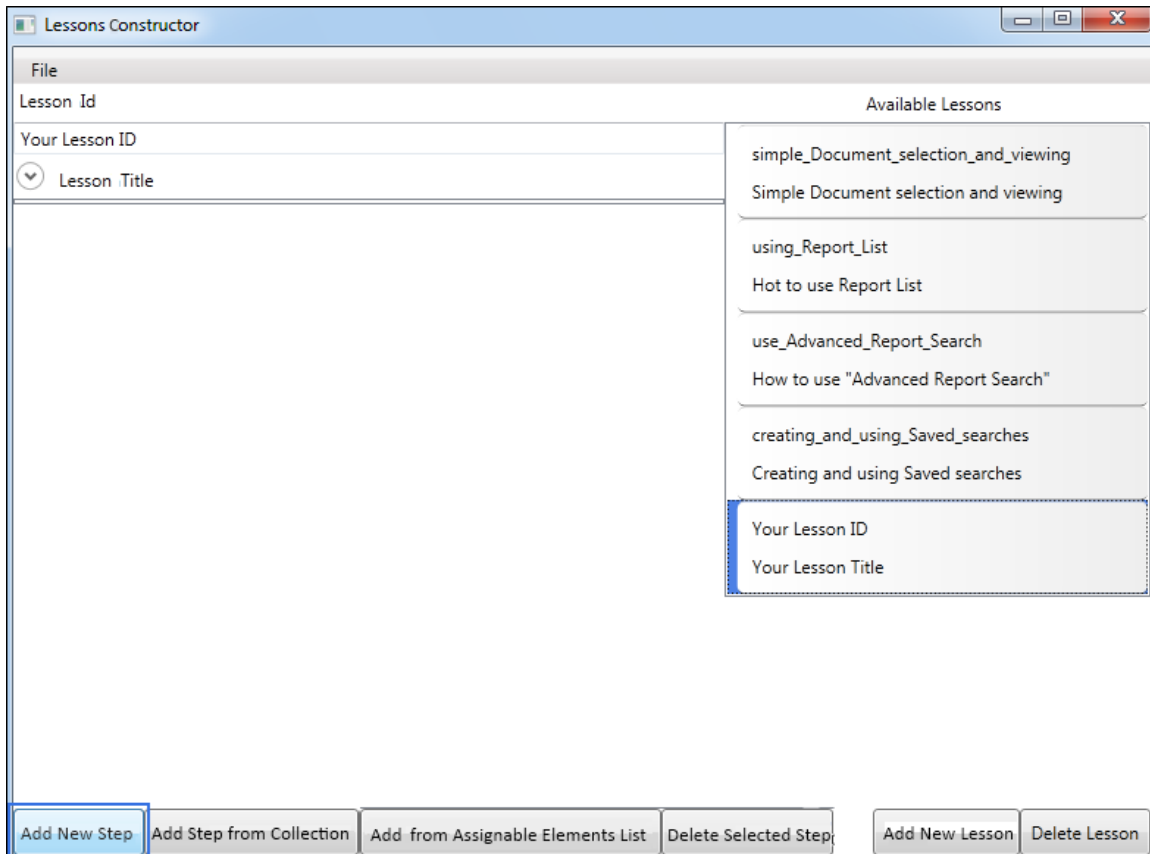 Lessons Constructor
File
Lesson Id
Available Lessons
Your Lesson ID
Lesson Title
simple_Document_selection_and_viewing
Simple Document selection and viewing
using_Report_List
Hot to use Report List
use_Advanced_Report_Search
How to use "Advanced Report Search"
creating_and_using_Saved_searches
Creating and using Saved searches
Your Lesson ID
Your Lesson Title
Add New Step
Add Step from Collection
Add from Assignable Elements List
Delete Selected Step
Add New Lesson
Delete Lesson